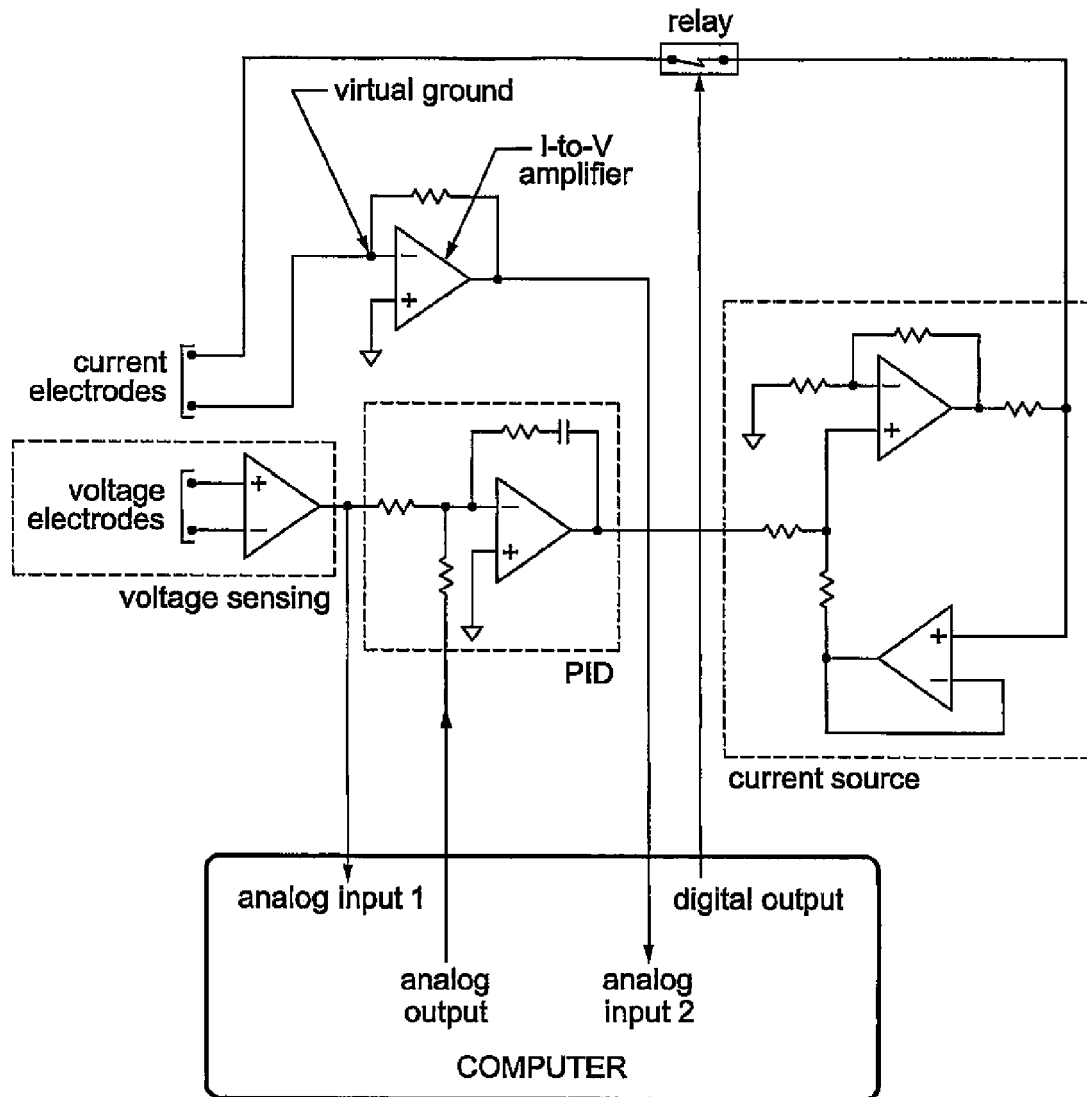 relay
virtual ground
I-to-V
amplifier
current
electrodes
voltage
electrodes
voltage sensing
PID
current source
analog input 1
digital output
analog
output
analog
input 2
COMPUTER